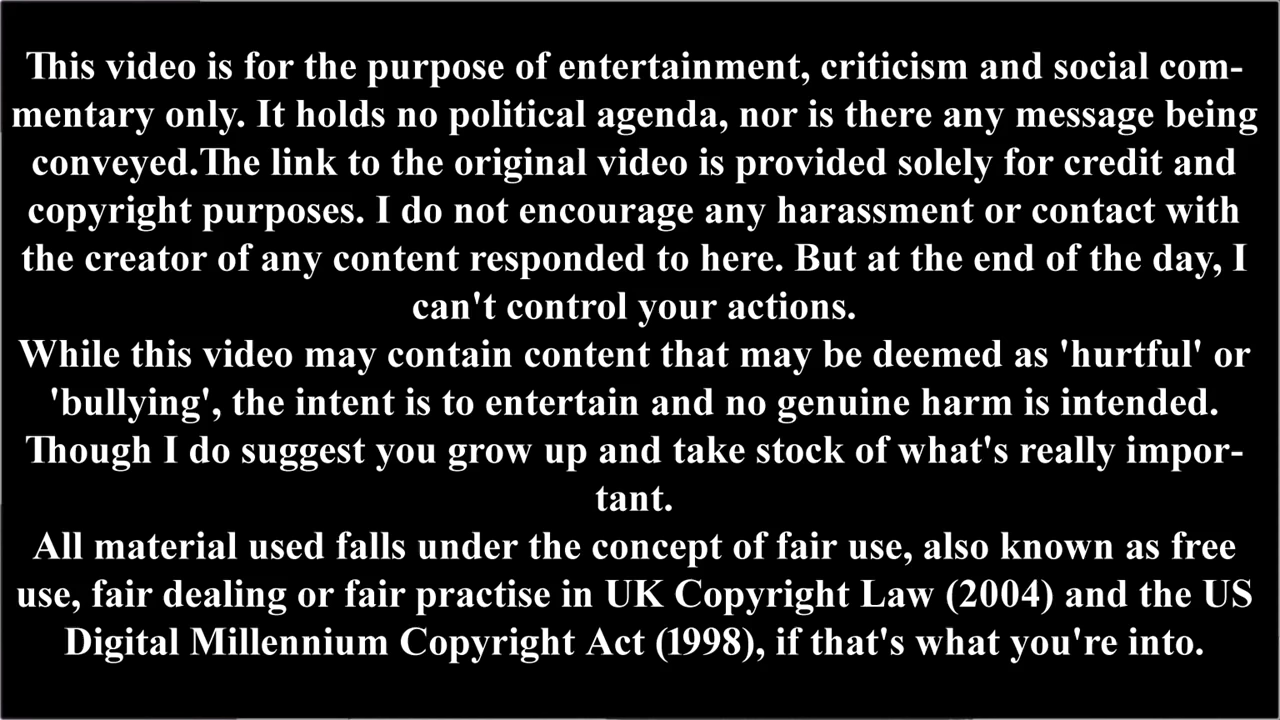 This video is for the purpose of entertainment, criticism and social com-
mentary only. It holds no political agenda, nor is there any message being
conveyed.The link to the original video is provided solely for credit and
copyright purposes. I do not encourage any harassment or contact with
the creator of any content responded to here. But at the end of the day, I
can't control your actions.
While this video may contain content that may be deemed as 'hurtful' or
'bullying', the intent is to entertain and no genuine harm is intended.
Though I do suggest you grow up and take stock of what's really impor-
tant.
All material used falls under the concept of fair use, also known as free
use, fair dealing or fair practise in UK Copyright Law (2004) and the US
Digital Millennium Copyright Act (1998), if that's what you're into.